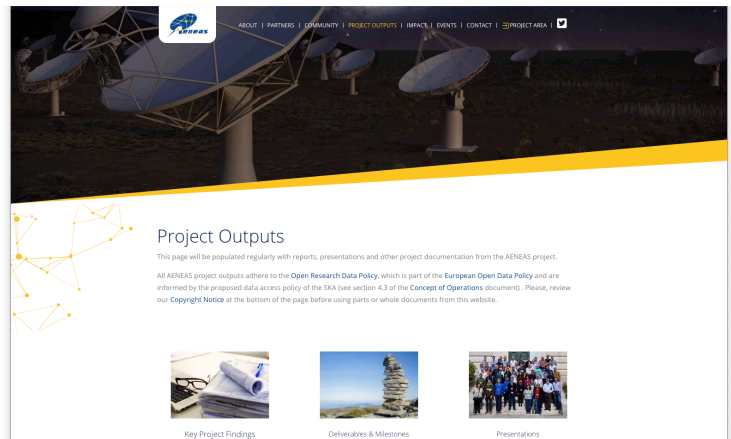 Aeneas
ABOUT | PARTNERS | COMMUNITY | PROJECT OUTPUTS | IMPACT | EVENTS | CONTACT | PROJECT AREA |
Project Outputs
This page will be populated regularly with reports, presentations and other project documentation from the AENEAS project.
All AENEAS project outputs adhere to the Open Research Data Policy, which is part of the European Open Data Policy and are
informed by the proposed data access policy of the SKA (see section 4.3 of the Concept of Operations document) . Please, review
our Copyright Notice at the bottom of the page before using parts or whole documents from this website.
Key Project Findings
Deliverables & Milestones
Presentations